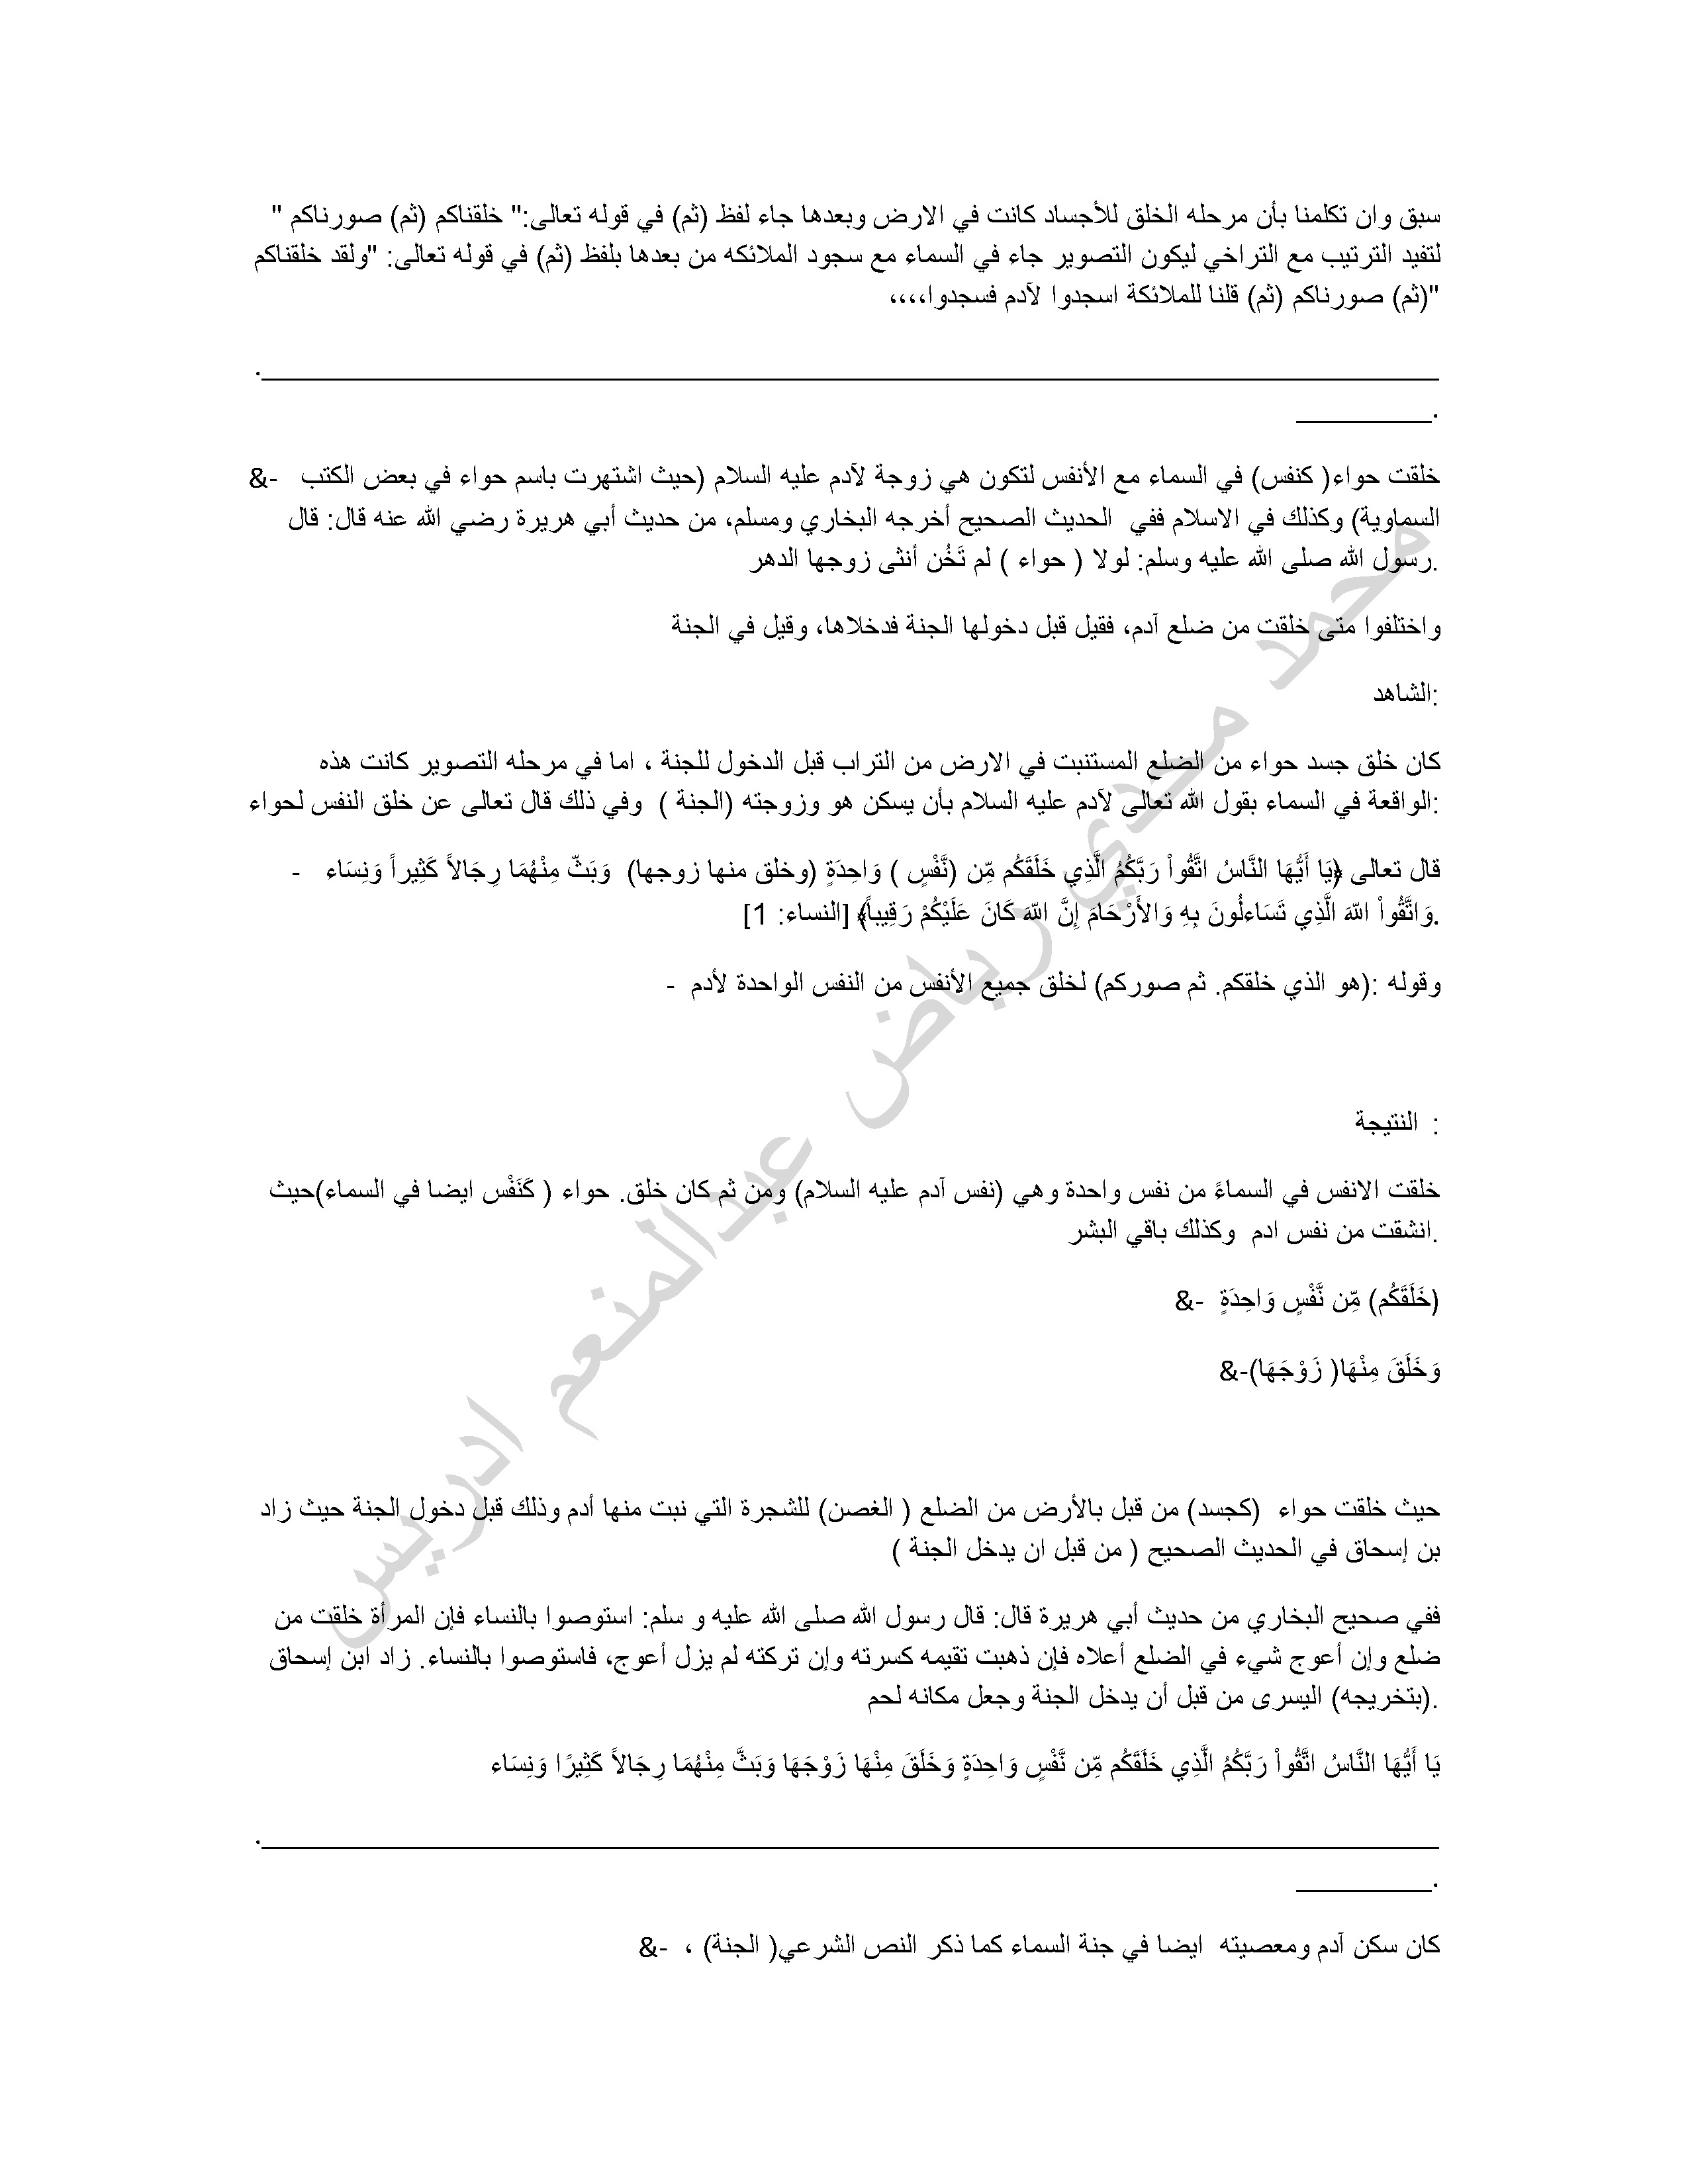 سبق وان تكلمنا بأن مرحله الخلق للأجساد كانت في الارض وبعدها جاء لفظ (ثم) في قوله تعالى:" خلقناكم (ثم) صورناكم "
لتفيد الترتيب مع التراخي ليكون التصوير جاء في السماء مع سجود الملائكه من بعدها بلفظ (ثم) في قوله تعالى: "ولقد خلقناكم
"(ثم) صورناكم (ثم) قلنا للملائكة اسجدوا لآدم فسجدوا،،،،
خلقت حواء( كنفس) في السماء مع الأنفس لتكون هي زوجة لآدم عليه السلام (حيث اشتهرت باسم حواء في بعض الكتب -&
السماوية) وكذلك في الاسلام ففي الحديث الصحيح أخرجه البخاري ومسلم، من حديث أبي هريرة رضي الله عنه قال: قال
.رسول الله صلى الله عليه وسلم: لولا ( حواء ) لم تَخُن أنثى زوجها الدهر
واختلفوا متى خلقت من ضلع آدم، فقيل قبل دخولها الجنة فدخلاها، وقيل في الجنة
:الشاهد
كان خلق جسد حواء من الضلع المستنبت في الارض من التراب قبل الدخول للجنة ، اما في مرحله التصوير كانت هذه
:الواقعة في السماء بقول الله تعالى لآدم عليه السلام بأن يسكن هو وزوجته (الجنة ) وفي ذلك قال تعالى عن خلق النفس لحواء
قال تعالى ﴿يَا أَيُّهَا النَّاسُ اتَّقُواْ رَبَّكُمُ الَّذِي خَلَقَكُم مِّن (نَّفْسٍ ) وَاحِدَةٍ (وخلق منها زوجها) وَبَثّ مِنْهُمَا رِجَالاً كَثِيراً وَنِسَاء -
.وَاتَّقُواْ اللّهَ الَّذِي تَسَاءلُونَ بِهِ وَالأَرْحَامَ إِنَّ اللّهَ كَانَ عَلَيْكُمْ رَقِيباً﴾ [النساء: 1]
وقوله :(هو الذي خلقكم. ثم صوركم) لخلق جميع الأنفس من النفس الواحدة لأدم -
: النتيجة
خلقت الانفس في السماءً من نفس واحدة وهي (نفس آدم عليه السلام) ومن ثم كان خلق. حواء ( كَنَفْس ايضا في السماء)حيث
.انشقت من نفس ادم وكذلك باقي البشر
(خَلَقَكُم) مِّن نَّفْسٍ وَاحِدَةٍ -&
وَخَلَقَ مِنْهَا( زَوْجَهَا)-&
حيث خلقت حواء (كجسد) من قبل بالأرض من الضلع ( الغصن) للشجرة التي نبت منها أدم وذلك قبل دخول الجنة حيث زاد
بن إسحاق في الحديث الصحيح ( من قبل ان يدخل الجنة )
ففي صحيح البخاري من حديث أبي هريرة قال: قال رسول الله صلى الله عليه و سلم: استوصوا بالنساء فإن المرأة خلقت من
ضلع وإن أعوج شيء في الضلع أعلاه فإن ذهبت تقيمه كسرته وإن تركته لم يزل أعوج، فاستوصوا بالنساء. زاد ابن إسحاق
.(بتخريجه) اليسرى من قبل أن يدخل الجنة وجعل مكانه لحم
يَا أَيُّهَا النَّاسُ اتَّقُواْ رَبَّكُمُ الَّذِي خَلَقَكُم مِّن نَّفْسٍ وَاحِدَةٍ وَخَلَقَ مِنْهَا زَوْجَهَا وَبَثَّ مِنْهُمَا رِجَالاً كَثِيرًا وَنِسَاء
كان سكن آدم ومعصيته ايضا في جنة السماء كما ذكر النص الشرعي( الجنة) ، -&
محمد مجدي رياض عبدالمنعم ادريس